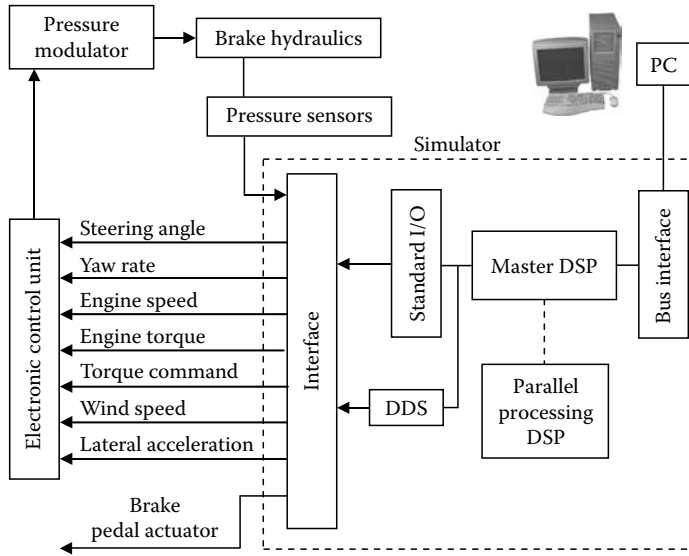 Pressure
modulator
Brake hydraulics
PC
Pressure sensors
Simulator
Steering angle
Yaw rate
Engine speed
Engine torque
Torque command
Wind speed
Lateral acceleration
Electronic control unit
Interface
Standard I/O
Master DSP
Bus interface
DDS
Parallel
processing
DSP
Brake
pedal actuator